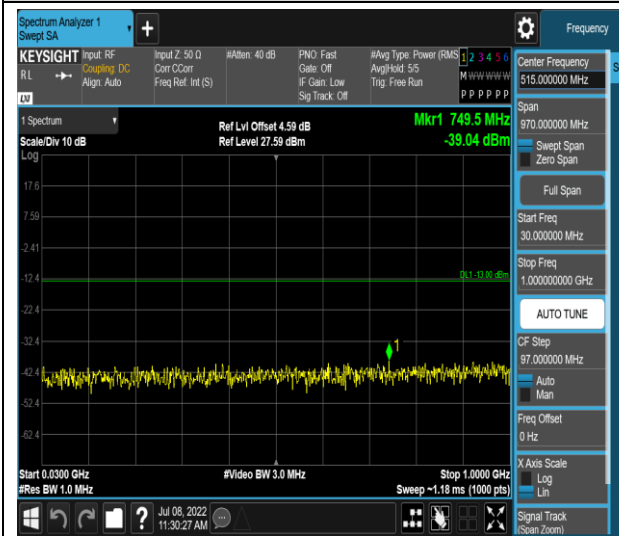 Spectrum Analyzer 1
Swept SA
+
Frequency
KEYSIGHT
RL
LXI
Input: RF
Coupling: DC
Align: Auto
Input Z: 50 Ω
Corr CCorr
Freq Ref: Int (S)
#Atten: 40 dB
PNO: Fast
Gate: Off
IF Gain: Low
Sig Track: Off
#Avg Type: Power (RMS
Avg|Hold: 5/5
Trig: Free Run
1 2 3 4 5 6
M W W W W W
P P P P P P
1 Spectrum
Scale/Div 10 dB
Log
Ref Lvl Offset 4.59 dB
Ref Level 27.59 dBm
Mkr1 749.5 MHz
-39.04 dBm
17.6
7.59
-2.41
-12.4
DL1 -13.00 dBm
-22.4
-32.4
1
-42.4
-52.4
-62.4
Start 0.0300 GHz
#Res BW 1.0 MHz
#Video BW 3.0 MHz
Stop 1.0000 GHz
Sweep ~1.18 ms (1000 pts)
Center Frequency
515.000000 MHz
S
Span
970.000000 MHz
Swept Span
Zero Span
Full Span
Start Freq
30.000000 MHz
Stop Freq
1.000000000 GHz
AUTO TUNE
CF Step
97.000000 MHz
Auto
Man
Freq Offset
0 Hz
X Axis Scale
Log
Lin
Signal Track
(Span Zoom)
?
Jul 08, 2022
11:30:27 AM